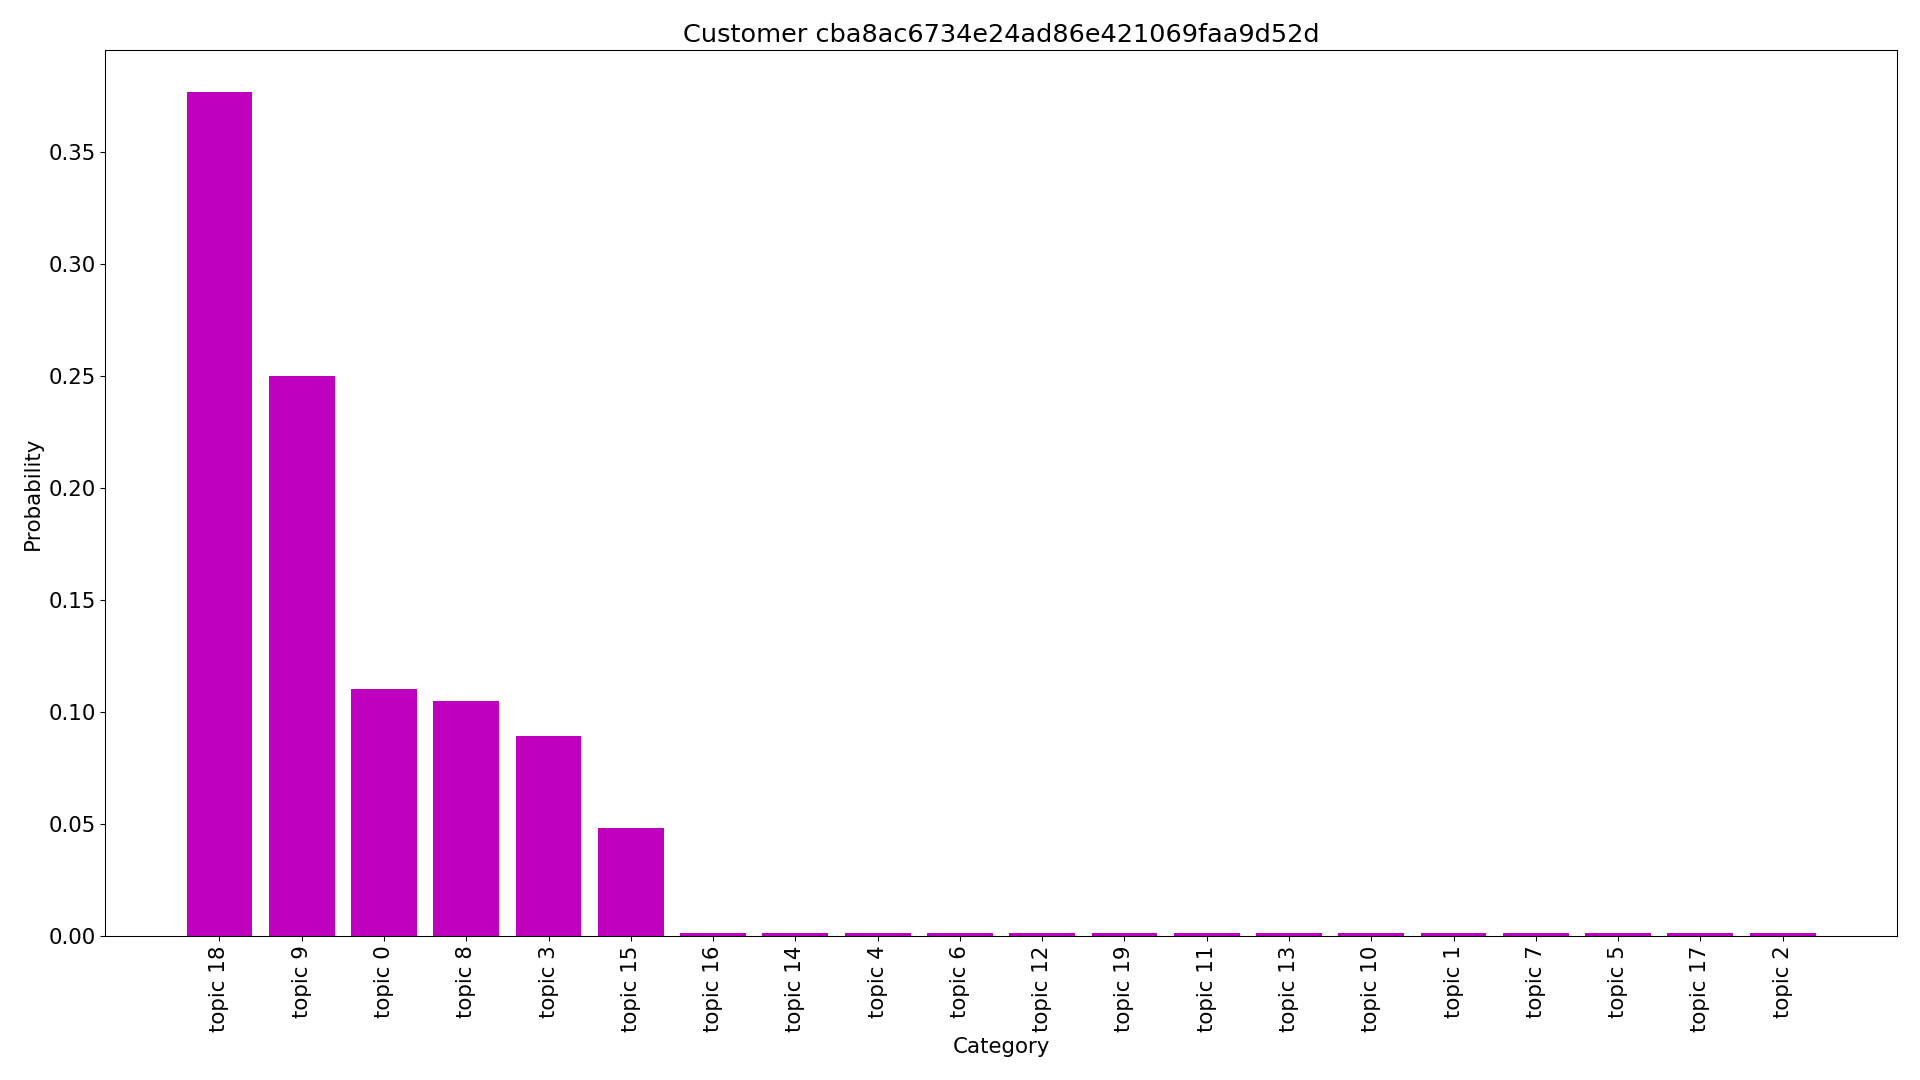 Customer cba8ac6734e24ad86e421069faa9d52d
Probability
0.35
0.30
0.25
0.20
0.15
0.10
0.05
0.00
topic 18
topic 9
topic 0
topic 8
topic 3
topic 15
topic 16
topic 14
topic 4
topic 6
topic 12
topic 19
topic 11
topic 13
topic 10
topic 1
topic 7
topic 5
topic 17
topic 2
Category